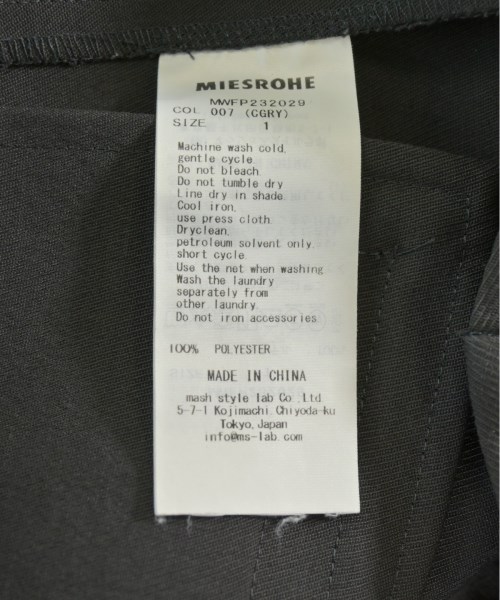 MIESROHE
MWFP232029
COL 007 (CGRY)
SIZE 1
Machine wash cold.
gentle cycle.
Do not bleach.
Do not tumble dry
Line dry in shade.
Cool iron.
use press cloth.
Dryclean.
petroleum solvent only.
short cycle.
Use the net when washing
Wash the laundry
separately from
other laundry.
Do not iron accessories.
100% POLYESTER
MADE IN CHINA
mash style lab Co. Ltd.
5-7-1 Kojimachi, Chiyoda-ku
Tokyo, Japan
info@ms-lab.com